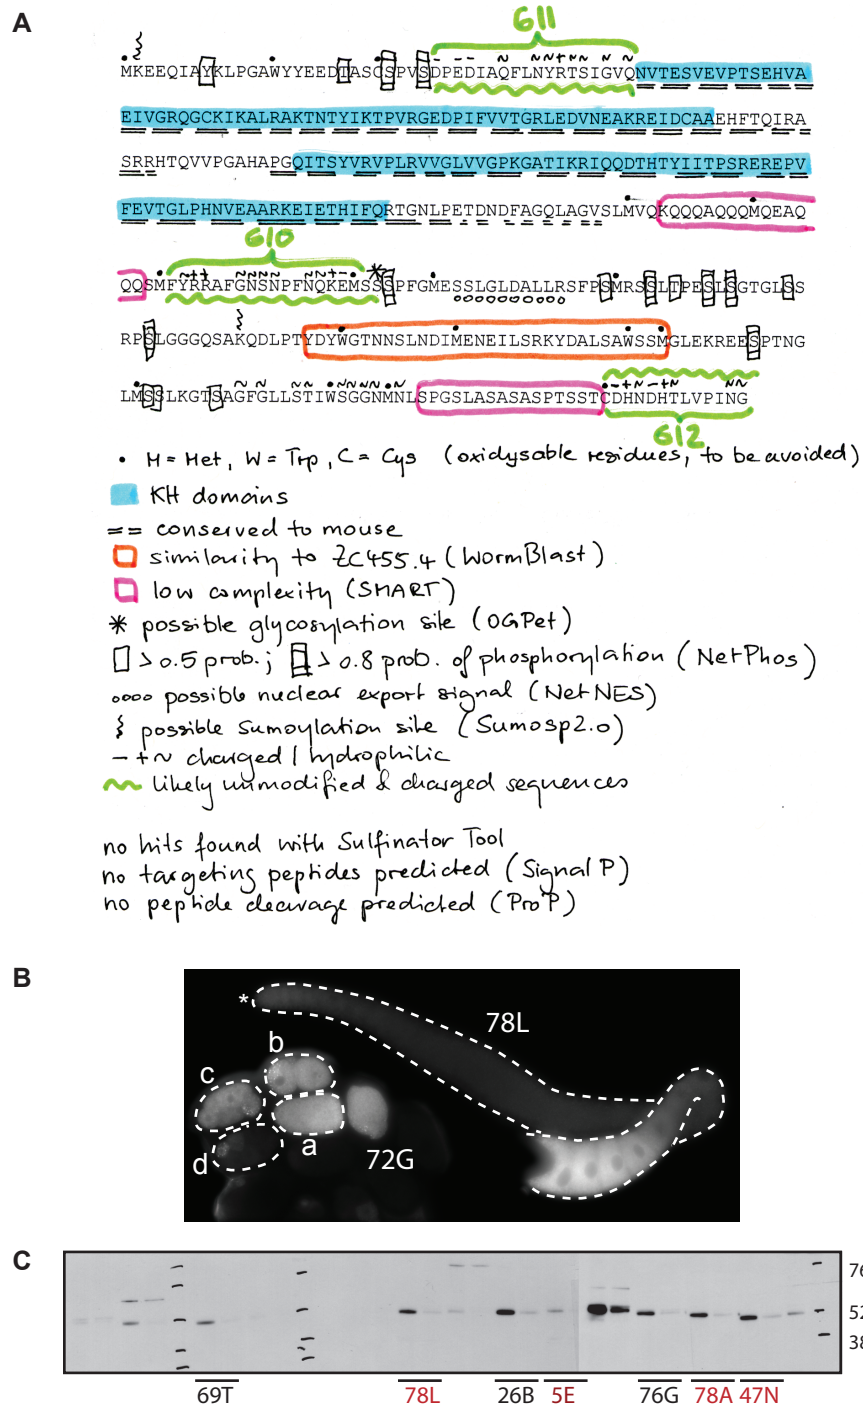 A
611
MKEEQIAYKLPGAWYYEEDTASCSPVSDPEDIAQFLNYRTSIGVQNVTESVEVPTSEHVA
EIVGRQGCKIKALRAKTNTYIKTPVRGEDPIFVVTGRLEDVNEAKREIDCAAEHFTQIRA
SRRHTQVVPGAHAPGQITSYVRVPLRVVGLVVGPKGATIKRIQQDTHTYIITPSREREPV
FEVTGLPHNVEAARKEIETHIFQRTGNLPETDNDFAGQLAGVSLMVQKQQQAQQQMQEAQ
610
QQSMFYRRAFGNSNPFNQKEMSSSPFGMESSLGLDALLRSFPSMRSSLTPESLSGTGLSS
RPSLGGGQSAKQDLPTYDYWGTNNSLNDIMENEILSRKYDALSAWSSMGLEKREESPTNG
LMSSLKGTSAGFGLLSTIWSGGNMNLSPGSLASASASPTSSTCDHNDHTLVPING
612
• M = Met, W = Trp, C = Cys (oxidysable residues, to be avoided)
KH domains
== conserved to mouse
similarity to ZC455.4 (WormBlast)
low complexity (SMART)
* possible glycosylation site (OGPet)
> 0.5 prob.; > 0.8 prob. of phosphorylation (NetPhos)
oooo possible nuclear export signal (NetNES)
possible sumoylation site (Sumosp2.0)
- + ~ charged / hydrophilic
likely unmodified & charged sequences
no hits found with Sulfinator Tool
no targeting peptides predicted (SignalP)
no peptide cleavage predicted (ProP)
B
*
78L
b
c
d
a
72G
C
76
52
38
69T
78L
26B
5E
76G
78A
47N